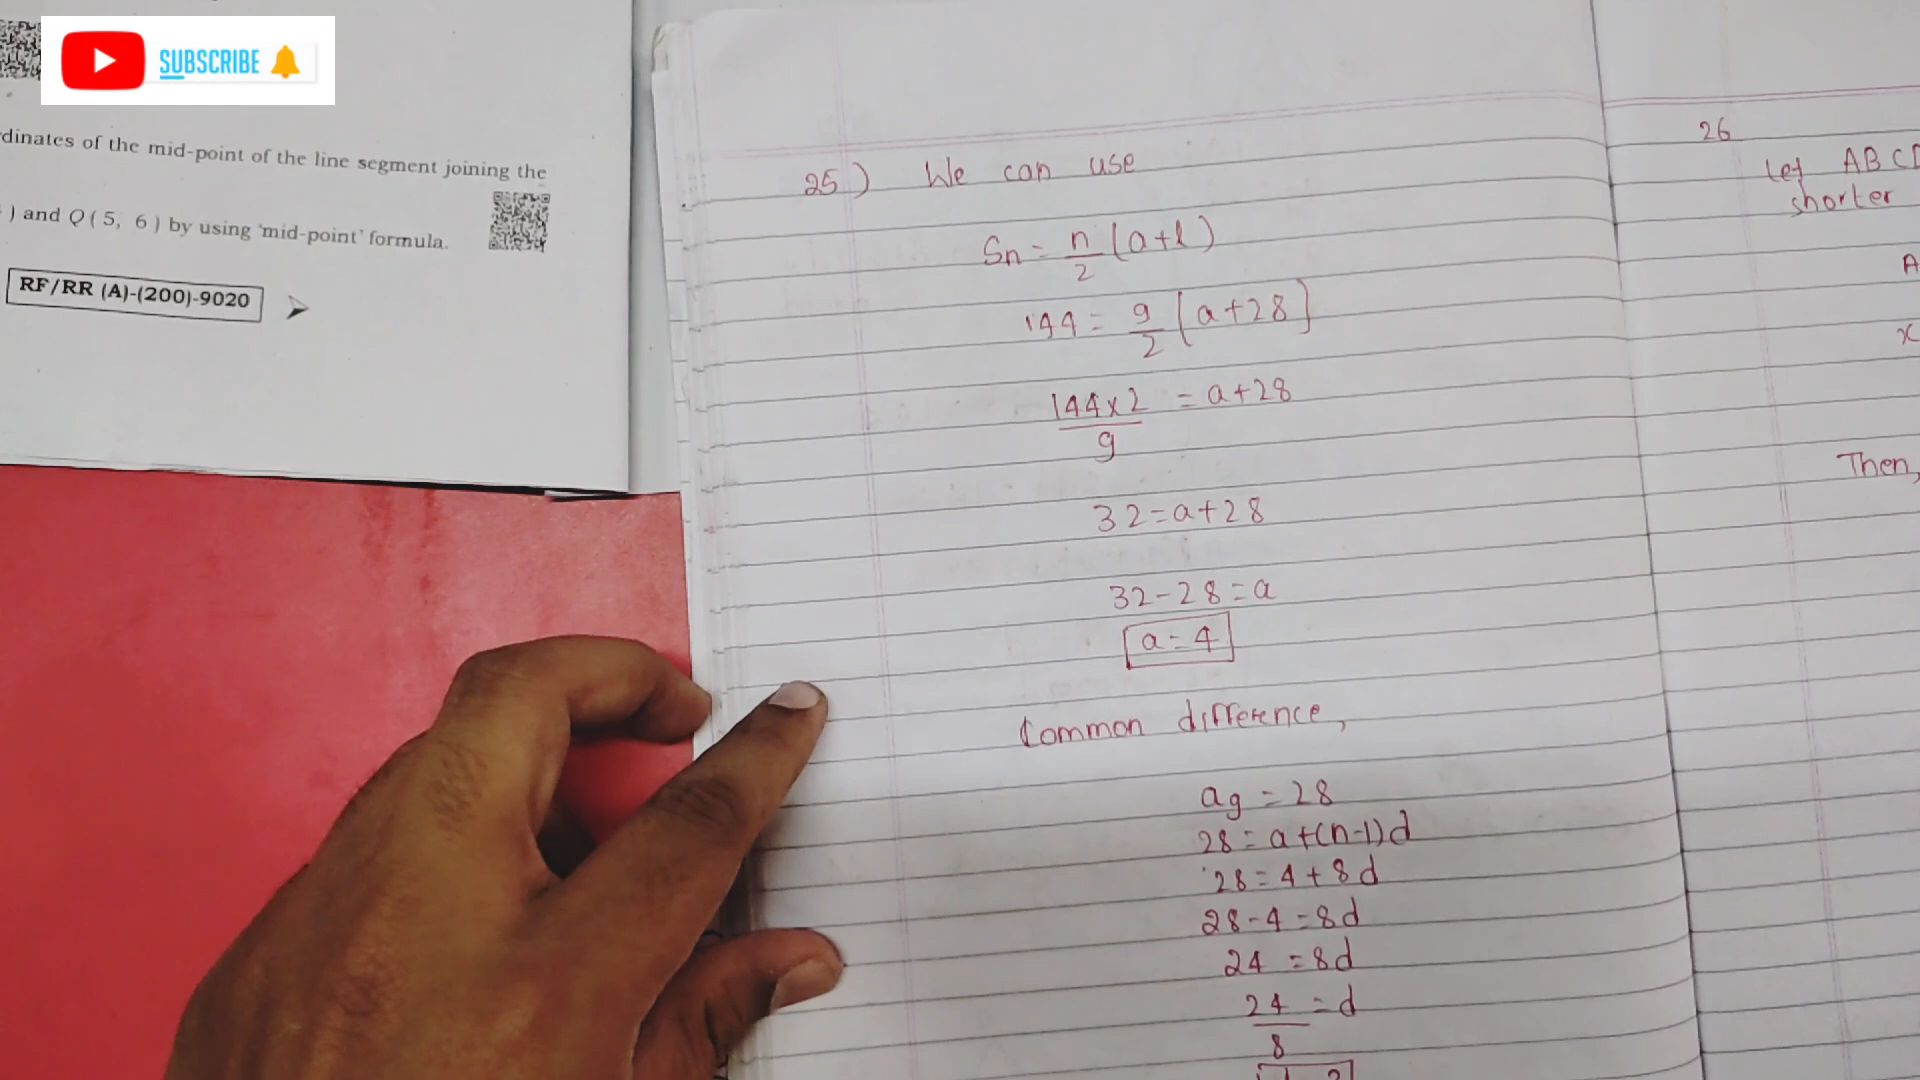 SUBSCRIBE
dinates of the mid-point of the line segment joining the
) and Q ( 5, 6 ) by using 'mid-point' formula.
RF/RR (A)-(200)-9020
25) We can use
Sn = n/2 (a+l)
144 = 9/2 [a+28]
144x2/9 = a+28
32=a+28
32-28=a
a=4
Common difference,
a9 = 28
28=a+(n-1)d
28=4+8d
28-4=8d
24=8d
24/8=d
26
Let ABCD
shorter
A
x
Then,